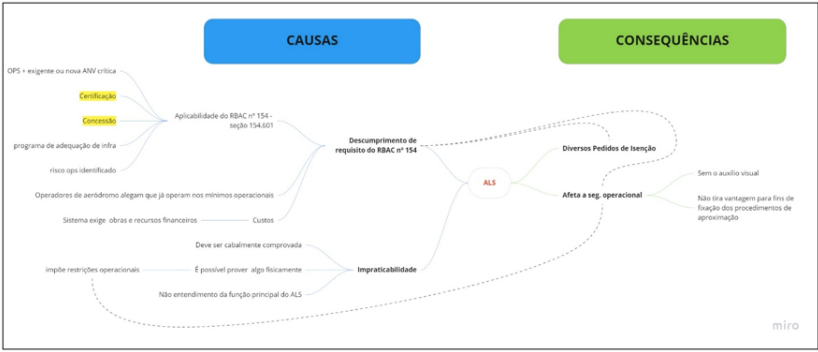 CAUSAS
CONSEQUÊNCIAS
OPS + exigente ou nova ANV crítica
Certificação
Concessão
programa de adequação de infra
risco ops identificado
Aplicabilidade do RBAC nº 154 -
seção 154.601
Operadores de aeródromo alegam que já operam nos mínimos operacionais
Sistema exige obras e recursos financeiros
Custos
Descumprimento de
requisito do RBAC nº 154
Deve ser cabalmente comprovada
impõe restrições operacionais
É possível provar algo fisicamente
Não entendimento da função principal do ALS
Impraticabilidade
ALS
Diversos Pedidos de Isenção
Afeta a seg. operacional
Sem o auxílio visual
Não tira vantagem para fins de
fixação dos procedimentos de
aproximação
miro